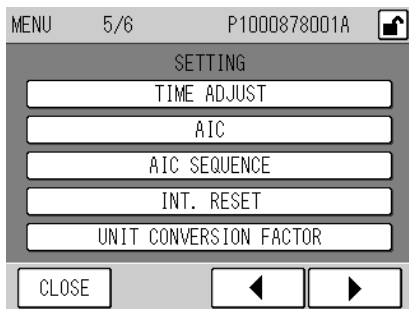 MENU 5/6 P1000878001A
SETTING
TIME ADJUST
AIC
AIC SEQUENCE
INT. RESET
UNIT CONVERSION FACTOR
CLOSE